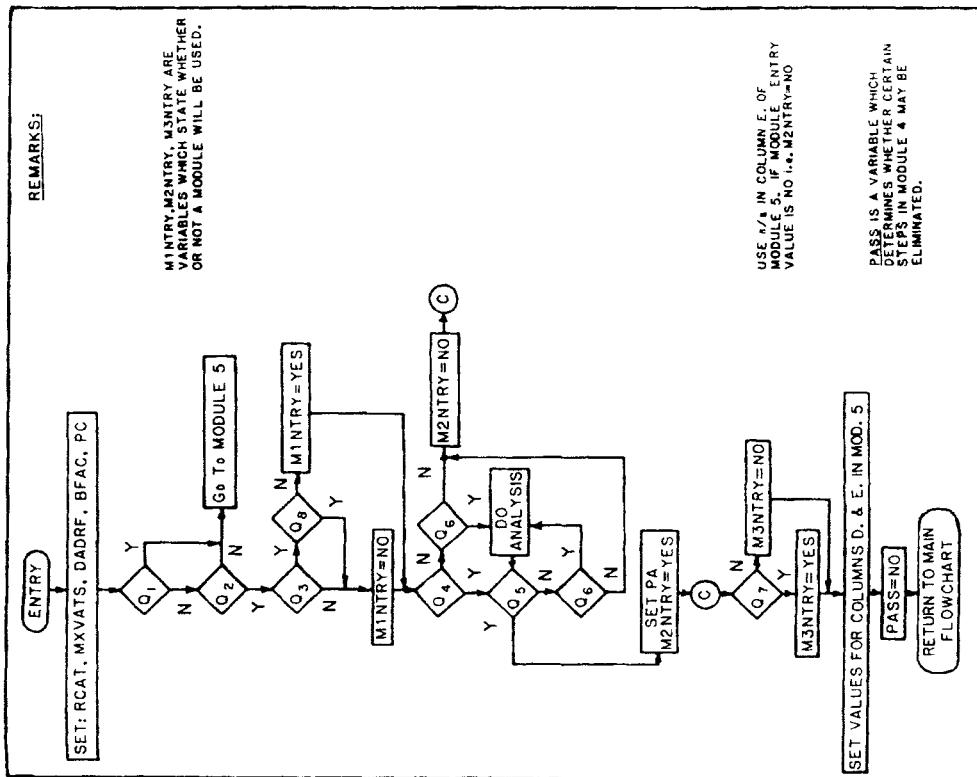 REMARKS:
ENTRY
SET: RCAT, MXVATS, DADRF, BFAC, PC
Q1
Y
N
Q2
N
Y
GO TO MODULE 5
M1NTRY, M2NTRY, M3NTRY ARE
VARIABLES WHICH STATE WHETHER
OR NOT A MODULE WILL BE USED.
Q3
Y
N
Q8
N
Y
M1NTRY=YES
M1NTRY=NO
Q4
N
Y
Q6
N
Y
M2NTRY=NO
C
DO
ANALYSIS
Q5
Y
N
Q6
Y
N
SET PA
M2NTRY=YES
C
Q7
N
Y
M3NTRY=NO
M3NTRY=YES
USE n/a IN COLUMN E. OF
MODULE 5. IF MODULE ENTRY
VALUE IS NO i.e. M2NTRY=NO
SET VALUES FOR COLUMNS D. & E. IN MOD. 5
PASS=NO
PASS IS A VARIABLE WHICH
DETERMINES WHETHER CERTAIN
STEPS IN MODULE 4 MAY BE
ELIMINATED.
RETURN TO MAIN
FLOWCHART